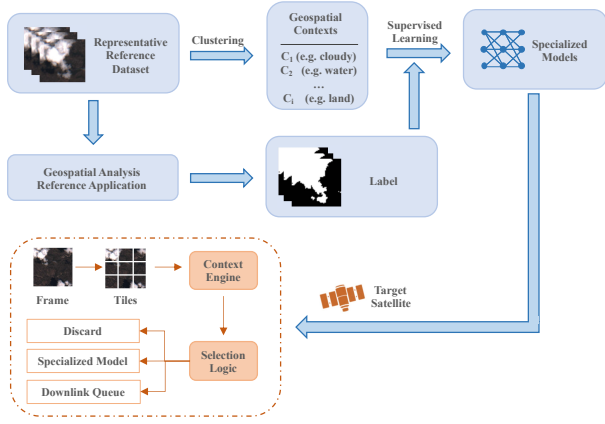 Representative
Reference
Dataset
Clustering
Geospatial
Contexts
C1 (e.g. cloudy)
C2 (e.g. water)
...
Ci (e.g. land)
Supervised
Learning
Specialized
Models
Geospatial Analysis
Reference Application
Label
Frame
Tiles
Context
Engine
Selection
Logic
Discard
Specialized Model
Downlink Queue
Target
Satellite